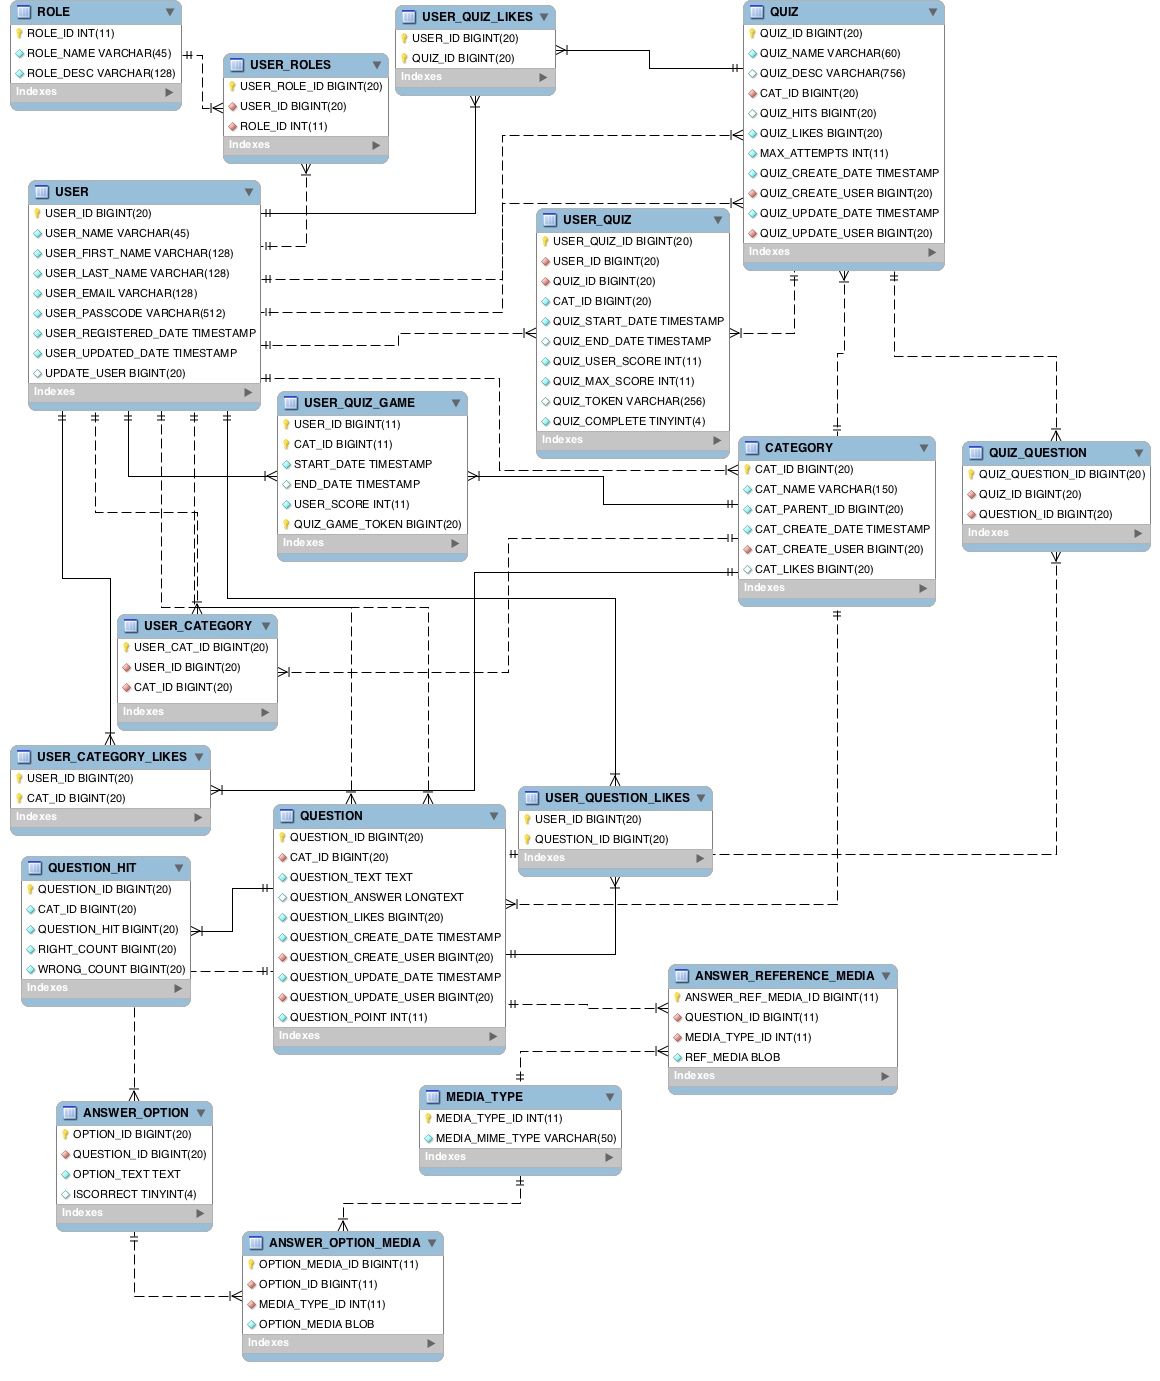 ROLE
ROLE_ID INT(11)
ROLE_NAME VARCHAR(45)
ROLE_DESC VARCHAR(128)
Indexes
USER_ROLES
USER_ROLE_ID BIGINT(20)
USER_ID BIGINT(20)
ROLE_ID INT(11)
Indexes
USER_QUIZ_LIKES
USER_ID BIGINT(20)
QUIZ_ID BIGINT(20)
Indexes
QUIZ
QUIZ_ID BIGINT(20)
QUIZ_NAME VARCHAR(60)
QUIZ_DESC VARCHAR(756)
CAT_ID BIGINT(20)
QUIZ_HITS BIGINT(20)
QUIZ_LIKES BIGINT(20)
MAX_ATTEMPTS INT(11)
QUIZ_CREATE_DATE TIMESTAMP
QUIZ_CREATE_USER BIGINT(20)
QUIZ_UPDATE_DATE TIMESTAMP
QUIZ_UPDATE_USER BIGINT(20)
Indexes
USER
USER_ID BIGINT(20)
USER_NAME VARCHAR(45)
USER_FIRST_NAME VARCHAR(128)
USER_LAST_NAME VARCHAR(128)
USER_EMAIL VARCHAR(128)
USER_PASSCODE VARCHAR(512)
USER_REGISTERED_DATE TIMESTAMP
USER_UPDATED_DATE TIMESTAMP
UPDATE_USER BIGINT(20)
Indexes
USER_QUIZ
USER_QUIZ_ID BIGINT(20)
USER_ID BIGINT(20)
QUIZ_ID BIGINT(20)
CAT_ID BIGINT(20)
QUIZ_START_DATE TIMESTAMP
QUIZ_END_DATE TIMESTAMP
QUIZ_USER_SCORE INT(11)
QUIZ_MAX_SCORE INT(11)
QUIZ_TOKEN VARCHAR(256)
QUIZ_COMPLETE TINYINT(4)
Indexes
USER_QUIZ_GAME
USER_ID BIGINT(11)
CAT_ID BIGINT(11)
START_DATE TIMESTAMP
END_DATE TIMESTAMP
USER_SCORE INT(11)
QUIZ_GAME_TOKEN BIGINT(20)
Indexes
CATEGORY
CAT_ID BIGINT(20)
CAT_NAME VARCHAR(150)
CAT_PARENT_ID BIGINT(20)
CAT_CREATE_DATE TIMESTAMP
CAT_CREATE_USER BIGINT(20)
CAT_LIKES BIGINT(20)
Indexes
QUIZ_QUESTION
QUIZ_QUESTION_ID BIGINT(20)
QUIZ_ID BIGINT(20)
QUESTION_ID BIGINT(20)
Indexes
USER_CATEGORY
USER_CAT_ID BIGINT(20)
USER_ID BIGINT(20)
CAT_ID BIGINT(20)
Indexes
USER_CATEGORY_LIKES
USER_ID BIGINT(20)
CAT_ID BIGINT(20)
Indexes
QUESTION
QUESTION_ID BIGINT(20)
CAT_ID BIGINT(20)
QUESTION_TEXT TEXT
QUESTION_ANSWER LONGTEXT
QUESTION_LIKES BIGINT(20)
QUESTION_CREATE_DATE TIMESTAMP
QUESTION_CREATE_USER BIGINT(20)
QUESTION_UPDATE_DATE TIMESTAMP
QUESTION_UPDATE_USER BIGINT(20)
QUESTION_POINT INT(11)
Indexes
USER_QUESTION_LIKES
USER_ID BIGINT(20)
QUESTION_ID BIGINT(20)
Indexes
QUESTION_HIT
QUESTION_ID BIGINT(20)
CAT_ID BIGINT(20)
QUESTION_HIT BIGINT(20)
RIGHT_COUNT BIGINT(20)
WRONG_COUNT BIGINT(20)
Indexes
ANSWER_REFERENCE_MEDIA
ANSWER_REF_MEDIA_ID BIGINT(11)
QUESTION_ID BIGINT(11)
MEDIA_TYPE_ID INT(11)
REF_MEDIA BLOB
Indexes
MEDIA_TYPE
MEDIA_TYPE_ID INT(11)
MEDIA_MIME_TYPE VARCHAR(50)
Indexes
ANSWER_OPTION
OPTION_ID BIGINT(20)
QUESTION_ID BIGINT(20)
OPTION_TEXT TEXT
ISCORRECT TINYINT(4)
Indexes
ANSWER_OPTION_MEDIA
OPTION_MEDIA_ID BIGINT(11)
OPTION_ID BIGINT(11)
MEDIA_TYPE_ID INT(11)
OPTION_MEDIA BLOB
Indexes